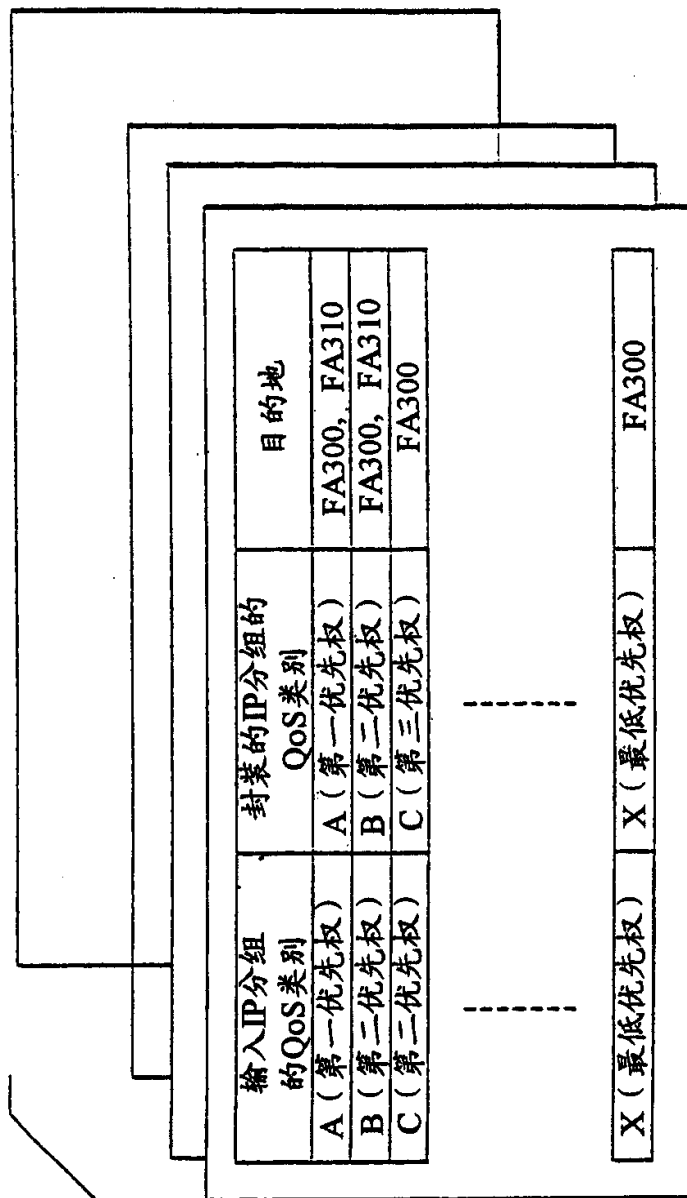 输入IP分组的QoS类别 封装的IP分组的QoS类别 目的地
A（第一优先权） A（第一优先权） FA300, FA310
B（第二优先权） B（第二优先权） FA300, FA310
C（第二优先权） C（第三优先权） FA300
X（最低优先权） X（最低优先权） FA300